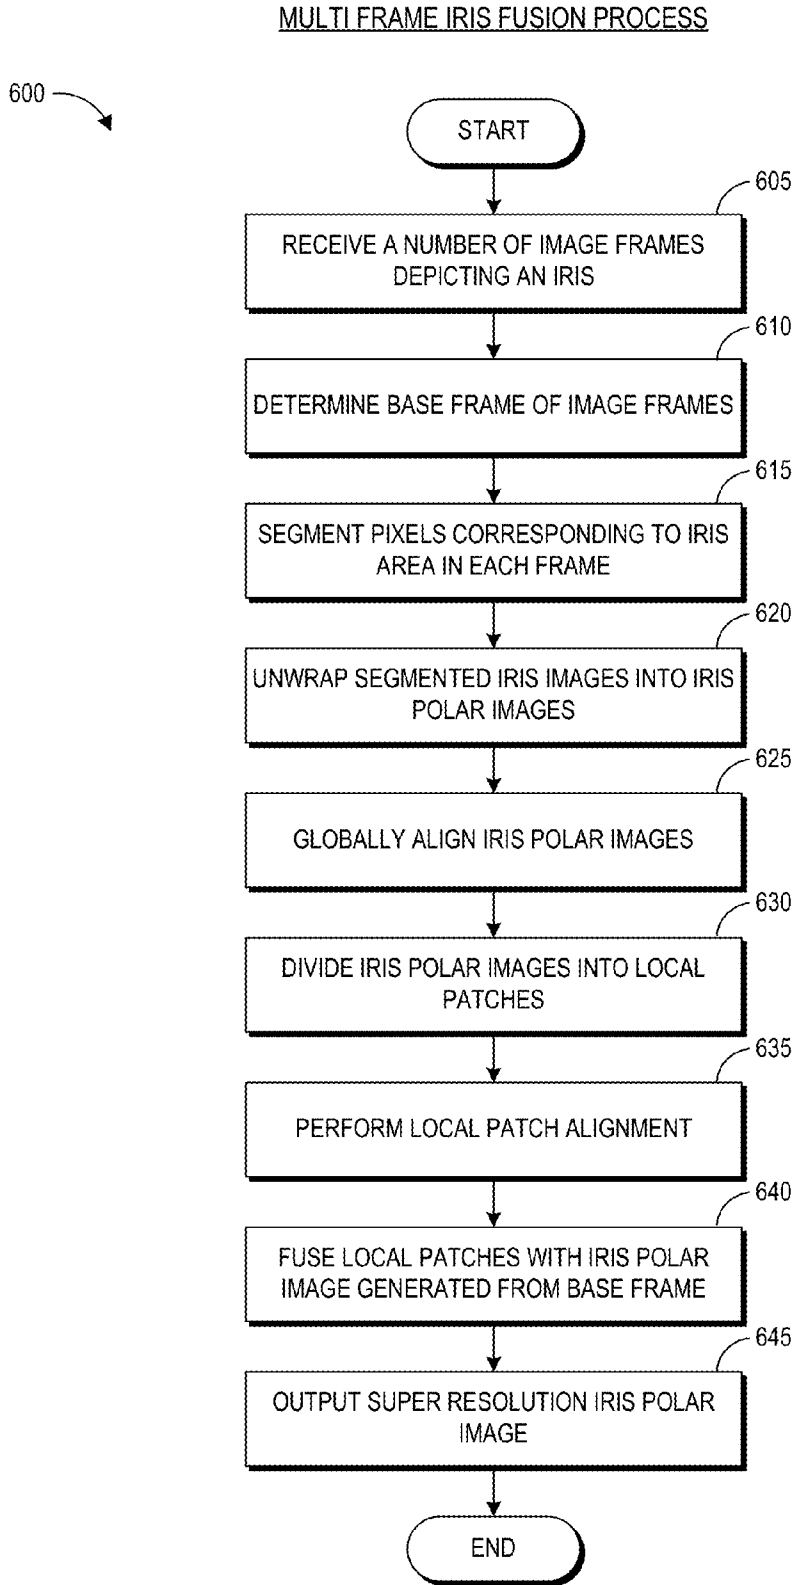 MULTI FRAME IRIS FUSION PROCESS
600
START
605
RECEIVE A NUMBER OF IMAGE FRAMES
DEPICTING AN IRIS
610
DETERMINE BASE FRAME OF IMAGE FRAMES
615
SEGMENT PIXELS CORRESPONDING TO IRIS
AREA IN EACH FRAME
620
UNWRAP SEGMENTED IRIS IMAGES INTO IRIS
POLAR IMAGES
625
GLOBALLY ALIGN IRIS POLAR IMAGES
630
DIVIDE IRIS POLAR IMAGES INTO LOCAL
PATCHES
635
PERFORM LOCAL PATCH ALIGNMENT
640
FUSE LOCAL PATCHES WITH IRIS POLAR
IMAGE GENERATED FROM BASE FRAME
645
OUTPUT SUPER RESOLUTION IRIS POLAR
IMAGE
END